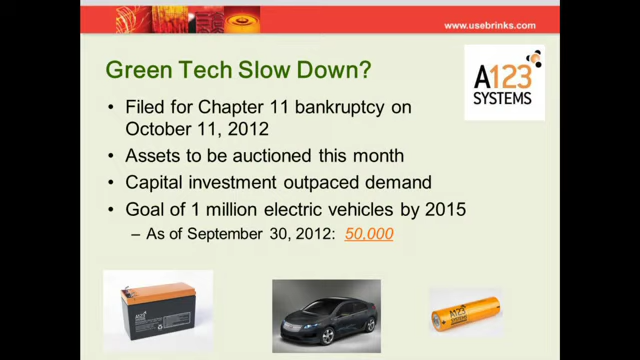 www.usebrinks.com
Green Tech Slow Down?
A123
SYSTEMS
• Filed for Chapter 11 bankruptcy on
October 11, 2012
• Assets to be auctioned this month
• Capital investment outpaced demand
• Goal of 1 million electric vehicles by 2015
– As of September 30, 2012: 50,000
A123
A123